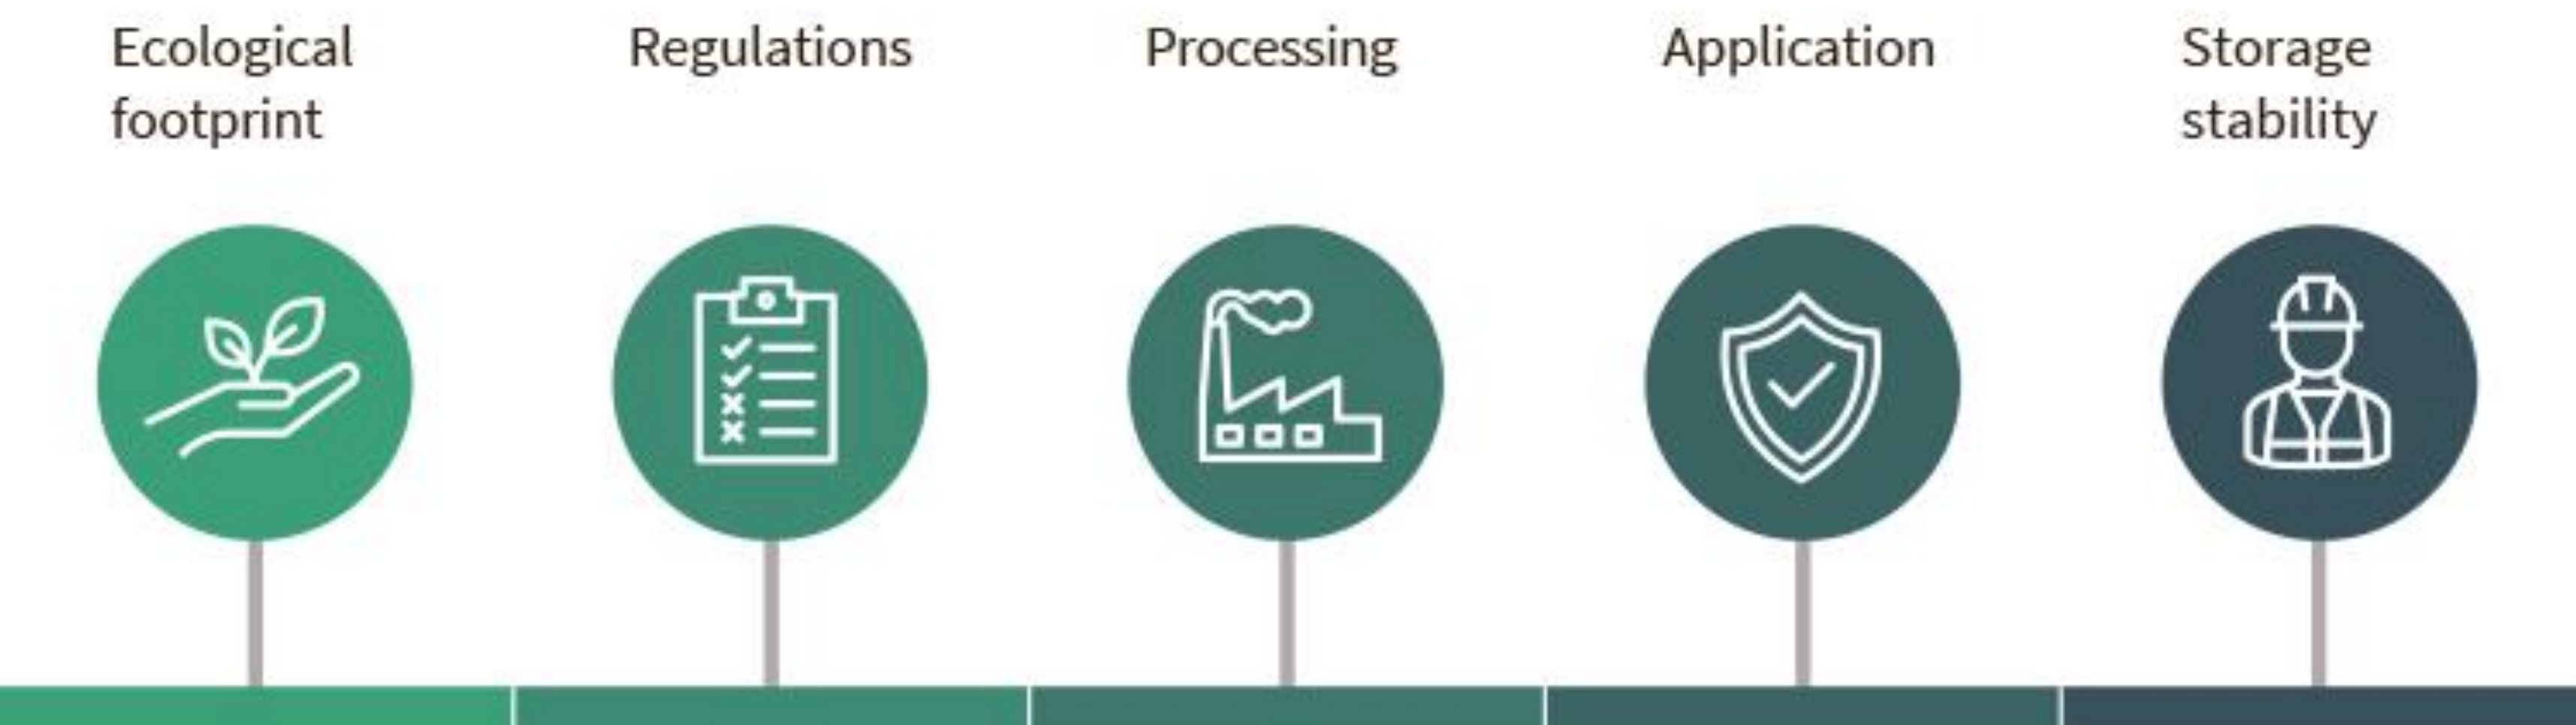 Ecological
footprint
Regulations
Processing
Application
Storage
stability